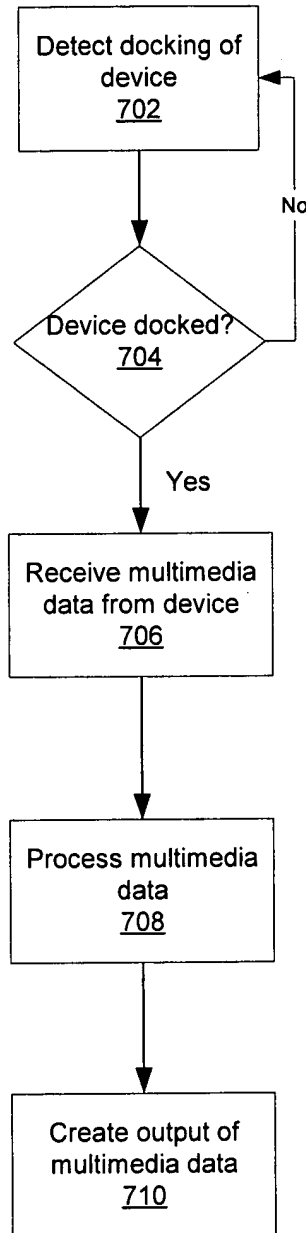 Detect docking of
device
702
No
Device docked?
704
Yes
Receive multimedia
data from device
706
Process multimedia
data
708
Create output of
multimedia data
710